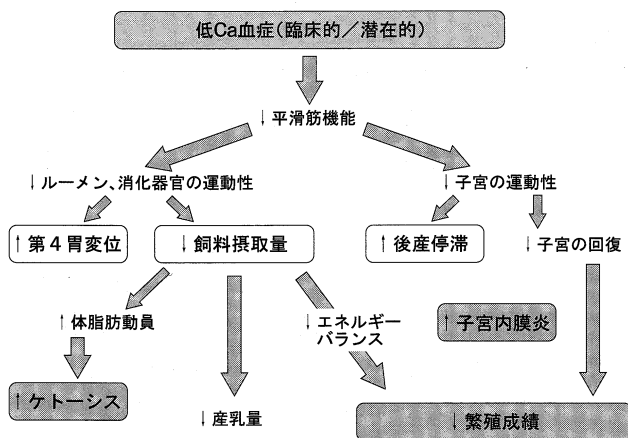 低Ca血症(臨床的／潜在的)
↓平滑筋機能
↓ルーメン、消化器官の運動性
↓子宮の運動性
↑第4胃変位
↓飼料摂取量
↑後産停滞
↓子宮の回復
↑体脂肪動員
↓エネルギー
バランス
↑子宮内膜炎
↑ケトーシス
↓産乳量
↓繁殖成績